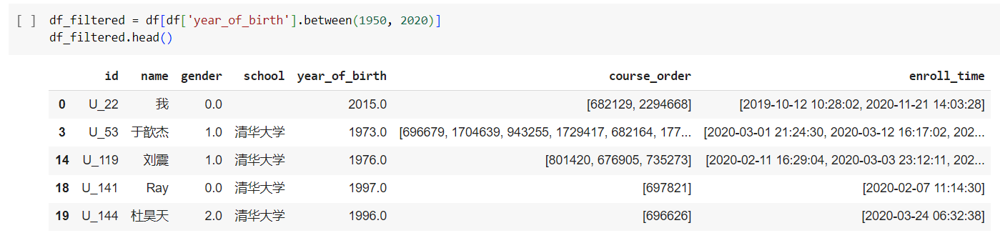 [ ] df_filtered = df[df['year_of_birth'].between(1950, 2020)]
df_filtered.head()
id name gender school year_of_birth course_order enroll_time
0 U_22 我 0.0 2015.0 [682129, 2294668] [2019-10-12 10:28:02, 2020-11-21 14:03:28]
3 U_53 于歆杰 1.0 清华大学 1973.0 [696679, 1704639, 943255, 1729417, 682164, 177... [2020-03-01 21:24:30, 2020-03-12 16:17:02, 202...
14 U_119 刘震 1.0 清华大学 1976.0 [801420, 676905, 735273] [2020-02-11 16:29:04, 2020-03-03 23:12:11, 202...
18 U_141 Ray 0.0 清华大学 1997.0 [697821] [2020-02-07 11:14:30]
19 U_144 杜昊天 2.0 清华大学 1996.0 [696626] [2020-03-24 06:32:38]